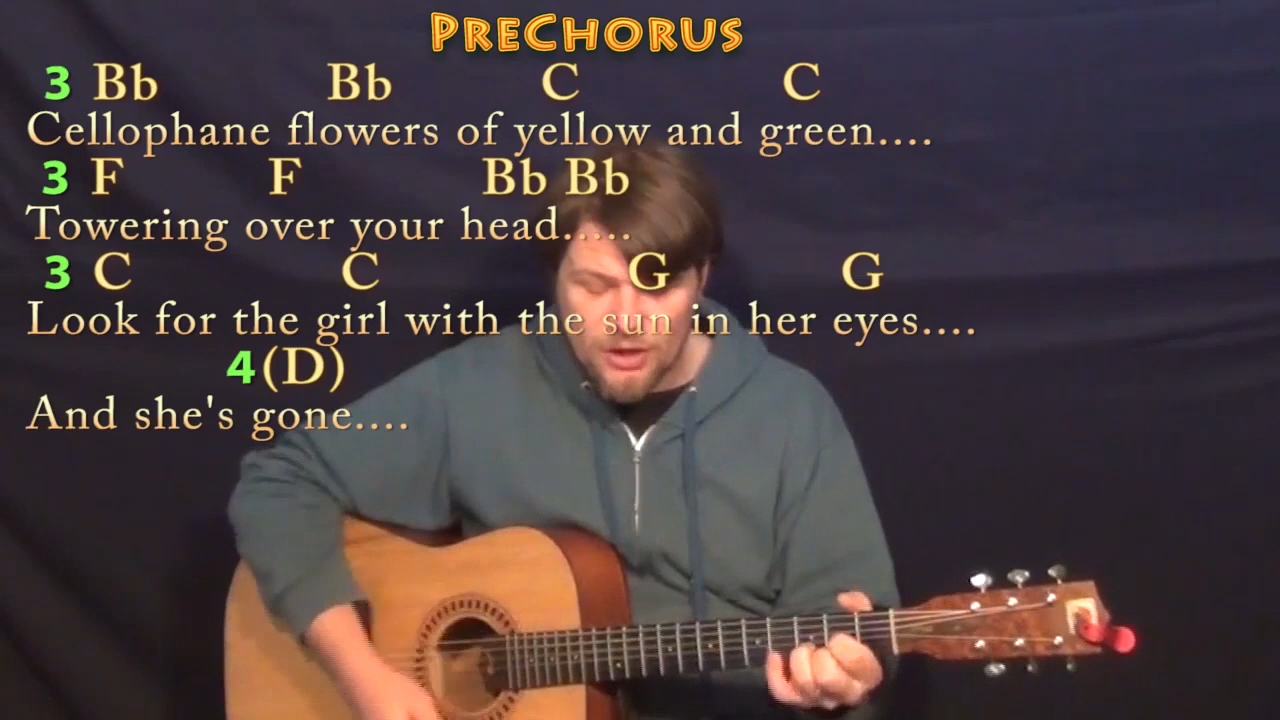 PreChorus
3 Bb Bb C C
Cellophane flowers of yellow and green....
3 F F Bb Bb
Towering over your head.....
3 C C G G
Look for the girl with the sun in her eyes....
4 (D)
And she's gone....